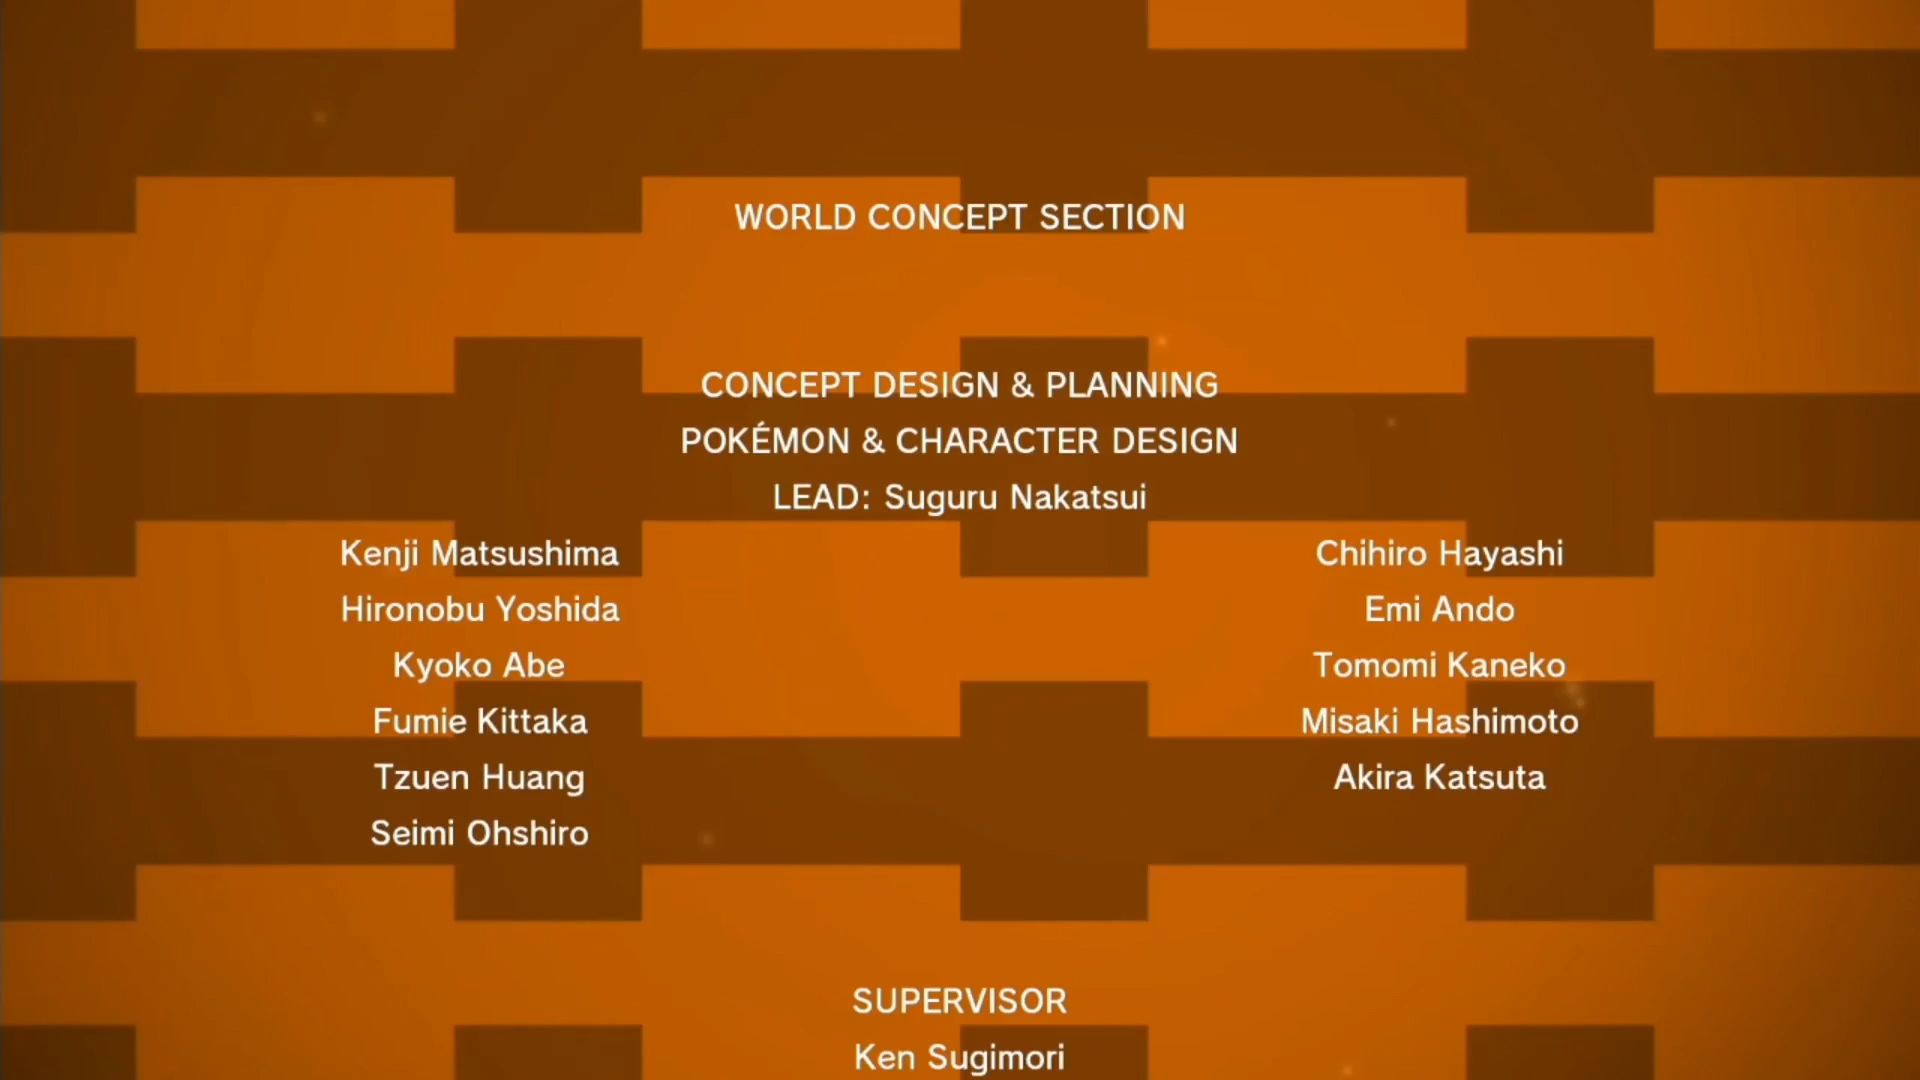 WORLD CONCEPT SECTION
CONCEPT DESIGN & PLANNING
POKÉMON & CHARACTER DESIGN
LEAD: Suguru Nakatsui
Kenji Matsushima
Chihiro Hayashi
Hironobu Yoshida
Emi Ando
Kyoko Abe
Tomomi Kaneko
Fumie Kittaka
Misaki Hashimoto
Tzuen Huang
Akira Katsuta
Seimi Ohshiro
SUPERVISOR
Ken Sugimori